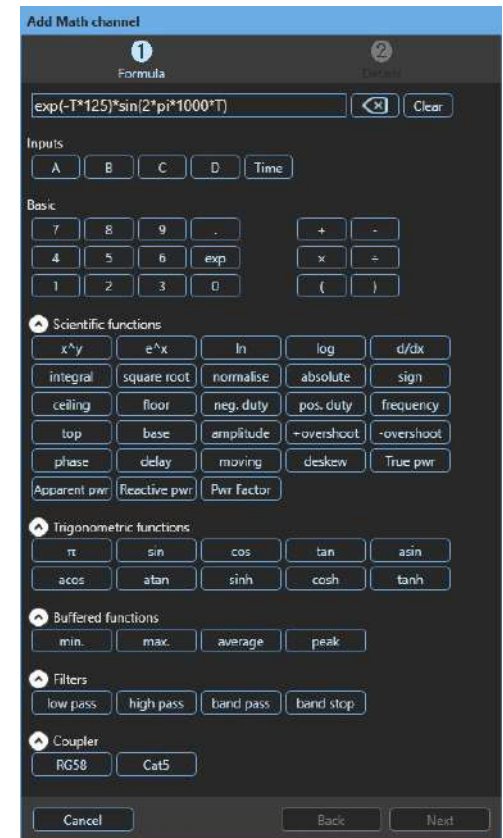 Add Math channel
1 2
Formula Details
exp(-T*125)*sin(2*pi*1000*T) Clear
Inputs
A B C D Time
Basic
7 8 9 . + -
4 5 6 exp × ÷
1 2 3 0 ( )
Scientific functions
x^y e^x ln log d/dx
integral square root normalise absolute sign
ceiling floor neg. duty pos. duty frequency
top base amplitude +overshoot -overshoot
phase delay moving deskew True pwr
Apparent pwr Reactive pwr Pwr Factor
Trigonometric functions
π sin cos tan asin
acos atan sinh cosh tanh
Buffered functions
min. max. average peak
Filters
low pass high pass band pass band stop
Coupler
RG58 Cat5
Cancel Back Next